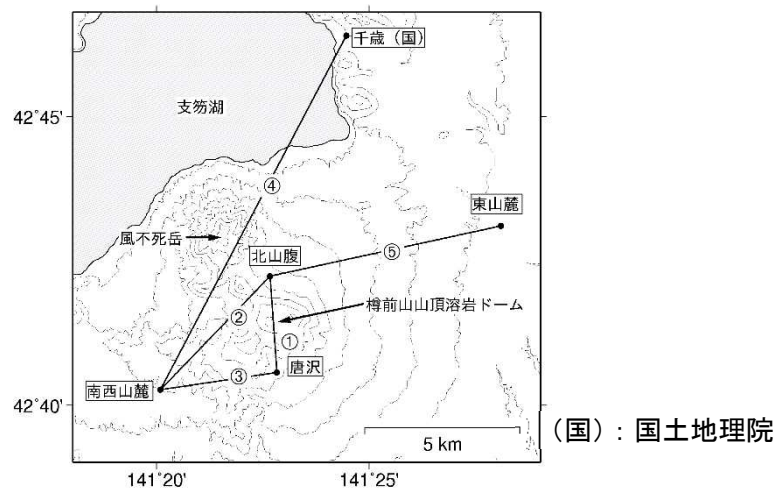 千歳（国）
42˚45'
支笏湖
④
東山麓
風不死岳
北山腹
⑤
樽前山山頂溶岩ドーム
②
①
唐沢
③
南西山麓
42˚40'
（国）：国土地理院
5 km
141˚20'
141˚25'